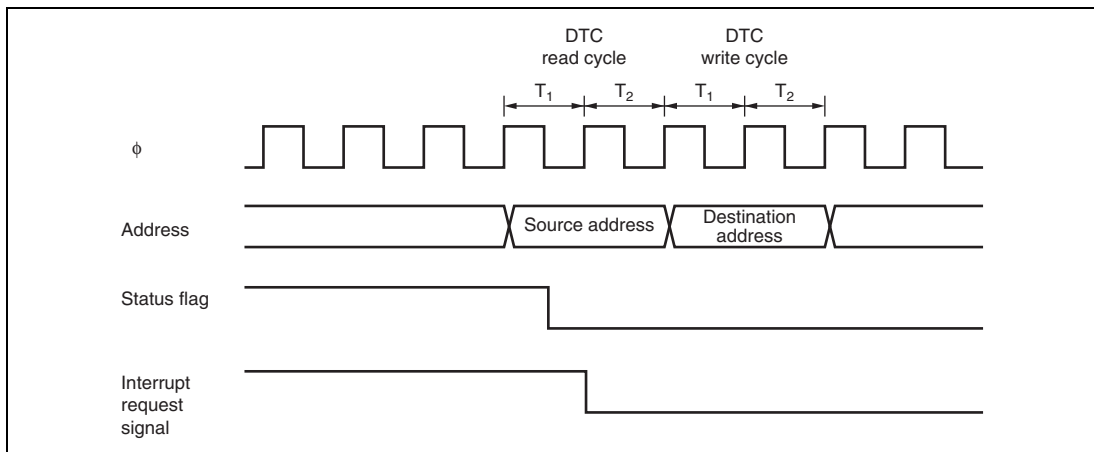 DTC
read cycle
DTC
write cycle
T1
T2
T1
T2
φ
Address
Source address
Destination
address
Status flag
Interrupt
request
signal